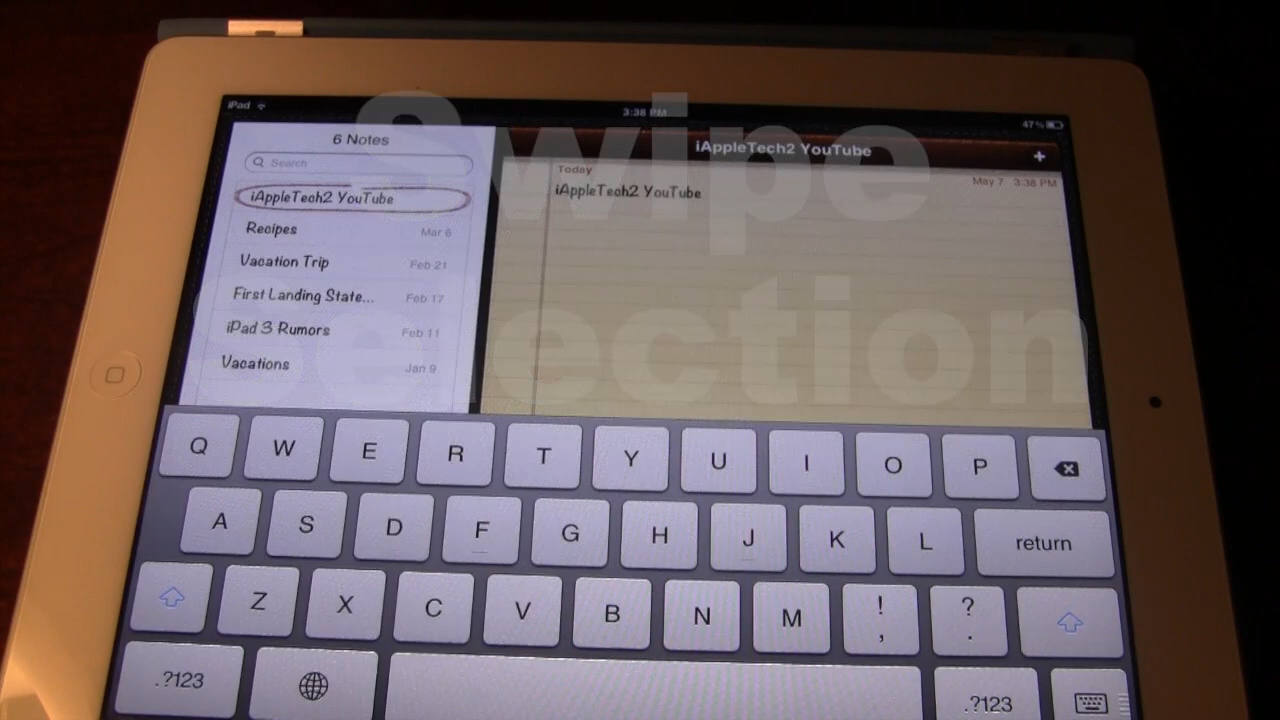 iPad 3:38 PM 47%
6 Notes
iAppleTech2 YouTube
+
Search
Today
May 7 3:38 PM
iAppleTech2 YouTube
iAppleTech2 YouTube
Recipes Mar 6
Vacation Trip Feb 21
First Landing State... Feb 17
iPad 3 Rumors Feb 11
Vacations Jan 9
Swipe
Selection
Q W E R T Y U I O P
A S D F G H J K L return
Z X C V B N M ! , ? .
.?123 .?123